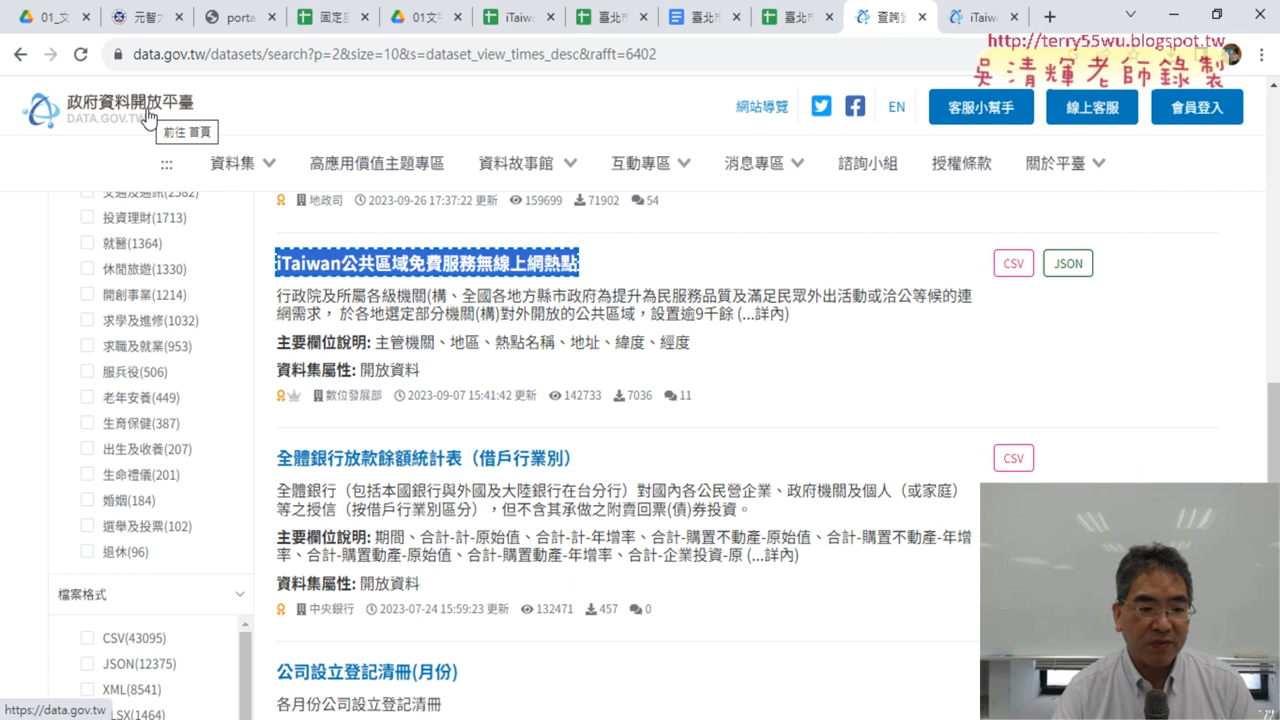 01_文
元智大
porta
固定底
01文字
iTaiwa
臺北市
臺北市
臺北市
查詢資
iTaiwa
data.gov.tw/datasets/search?p=2&size=10&s=dataset_view_times_desc&rafft=6402
http://terry55wu.blogspot.tw
吳清輝老師錄製
政府資料開放平臺
DATA.GOV.TW
前往 首頁
網站導覽
EN
客服小幫手
線上客服
會員登入
:::
資料集
高應用價值主題專區
資料故事館
互動專區
消息專區
諮詢小組
授權條款
關於平臺
交通及通訊(2582)
投資理財(1713)
就醫(1364)
休閒旅遊(1330)
開創事業(1214)
求學及進修(1032)
求職及就業(953)
服兵役(506)
老年安養(449)
生育保健(387)
出生及收養(207)
生命禮儀(201)
婚姻(184)
選舉及投票(102)
退休(96)
檔案格式
CSV(43095)
JSON(12375)
XML(8541)
LSX(1464)
地政司 2023-09-26 17:37:22 更新 159699 71902 54
iTaiwan公共區域免費服務無線上網熱點
CSV
JSON
行政院及所屬各級機關(構、全國各地方縣市政府為提升為民服務品質及滿足民眾外出活動或洽公等候的連
網需求， 於各地選定部分機關(構)對外開放的公共區域，設置逾9千餘 (...詳內)
主要欄位說明: 主管機關、地區、熱點名稱、地址、緯度、經度
資料集屬性: 開放資料
數位發展部 2023-09-07 15:41:42 更新 142733 7036 11
全體銀行放款餘額統計表（借戶行業別）
CSV
全體銀行（包括本國銀行與外國及大陸銀行在台分行）對國內各公民營企業、政府機關及個人（或家庭）
等之授信（按借戶行業別區分），但不含其承做之附賣回票(債)券投資。
主要欄位說明: 期間、合計-計-原始值、合計-計-年增率、合計-購置不動產-原始值、合計-購置不動產-年增
率、合計-購置動產-原始值、合計-購置動產-年增率、合計-企業投資-原 (...詳內)
資料集屬性: 開放資料
中央銀行 2023-07-24 15:59:23 更新 132471 457 0
公司設立登記清冊(月份)
各月份公司設立登記清冊
https://data.gov.tw